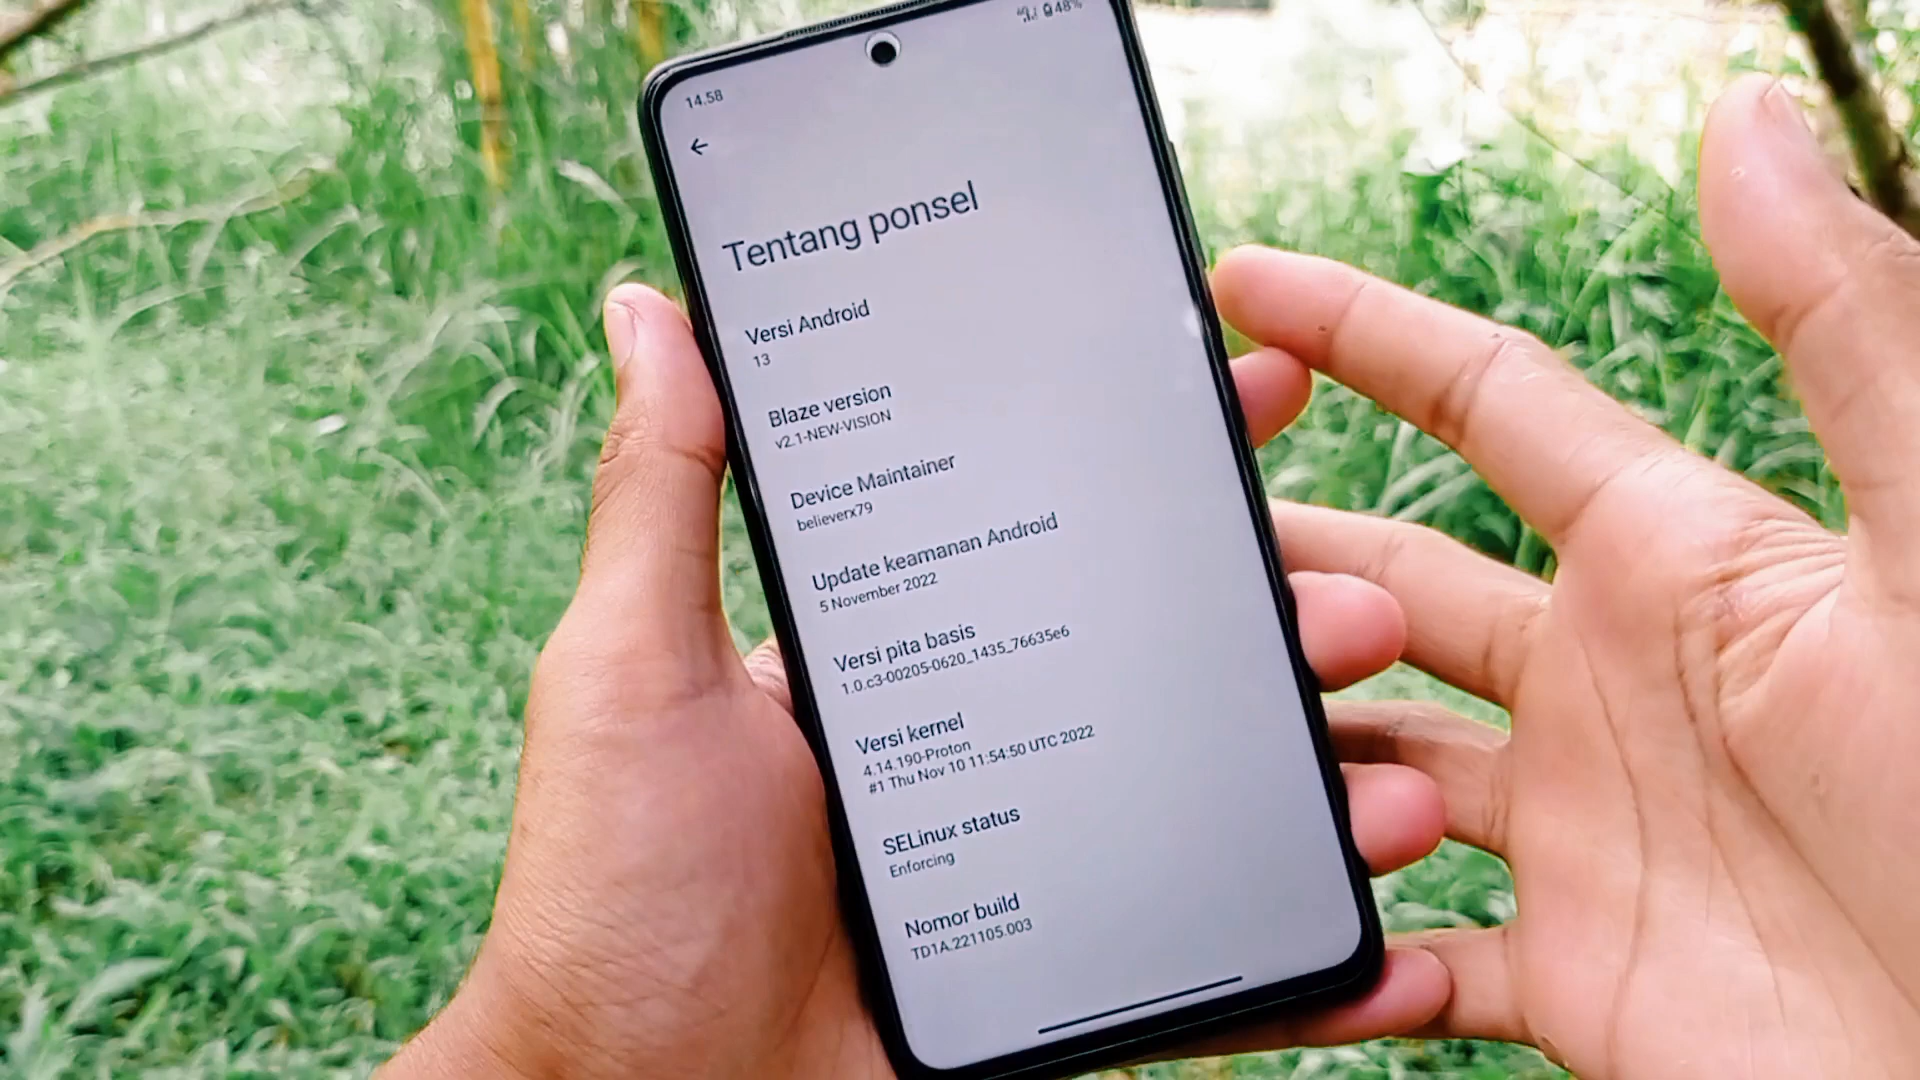 14.58
48%
Tentang ponsel
Versi Android
13
Blaze version
v2.1-NEW-VISION
Device Maintainer
believerx79
Update keamanan Android
5 November 2022
Versi pita basis
1.0.c3-00205-0620_1435_76635e6
Versi kernel
4.14.190-Proton
#1 Thu Nov 10 11:54:50 UTC 2022
SELinux status
Enforcing
Nomor build
TD1A.221105.003